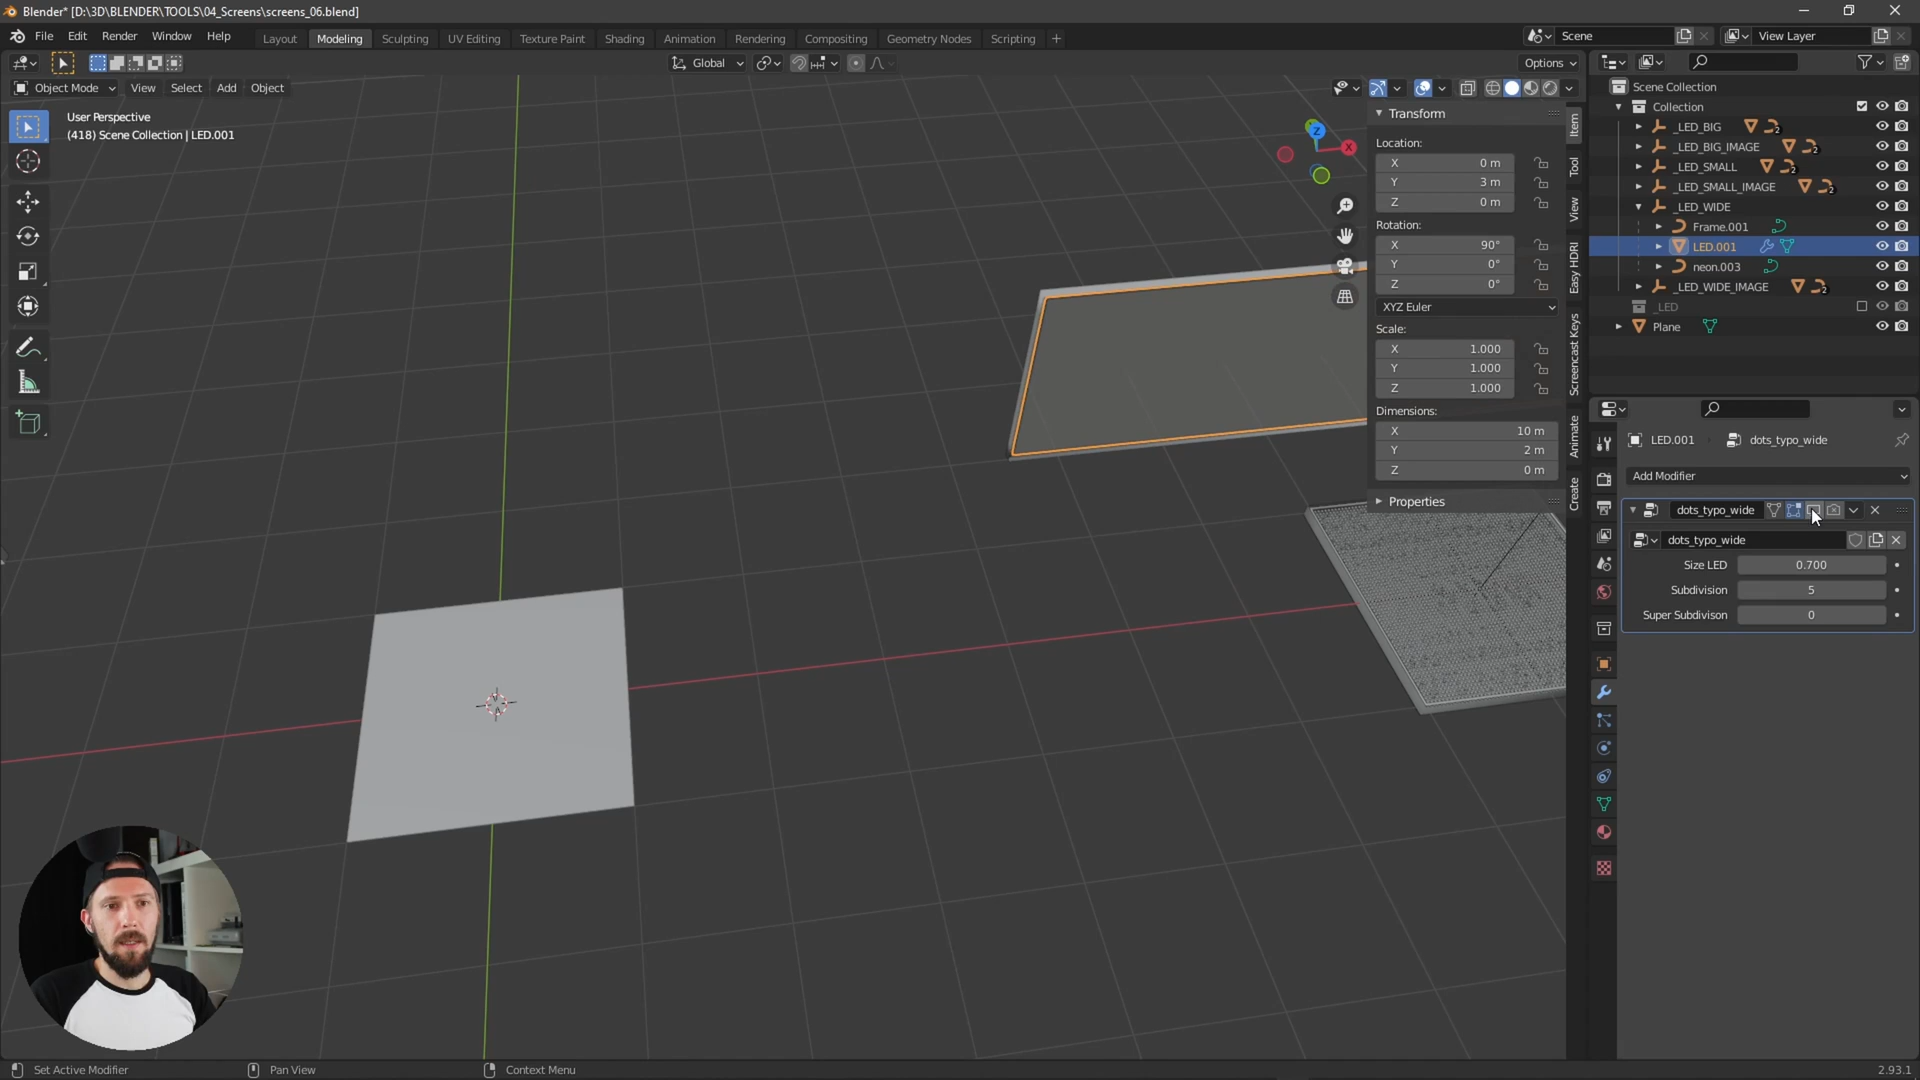 Blender* [D:\3D\BLENDER\TOOLS\04_Screens\screens_06.blend]
File Edit Render Window Help
Layout Modeling Sculpting UV Editing Texture Paint Shading Animation Rendering Compositing Geometry Nodes Scripting +
Scene
View Layer
Global
Options
Object Mode View Select Add Object
User Perspective
(418) Scene Collection | LED.001
Z
X
Transform
Location:
X 0 m
Y 3 m
Z 0 m
Rotation:
X 90°
Y 0°
Z 0°
XYZ Euler
Scale:
X 1.000
Y 1.000
Z 1.000
Dimensions:
X 10 m
Y 2 m
Z 0 m
Properties
Item
Tool
View
Easy HDRI
Screencast Keys
Animate
Create
Scene Collection
Collection
_LED_BIG 2
_LED_BIG_IMAGE 2
_LED_SMALL 2
_LED_SMALL_IMAGE 2
_LED_WIDE
Frame.001
LED.001
neon.003
_LED_WIDE_IMAGE 2
_LED
Plane
LED.001 dots_typo_wide
Add Modifier
dots_typo_wide
dots_typo_wide
Size LED 0.700
Subdivision 5
Super Subdivison 0
Set Active Modifier
Pan View
Context Menu
2.93.1